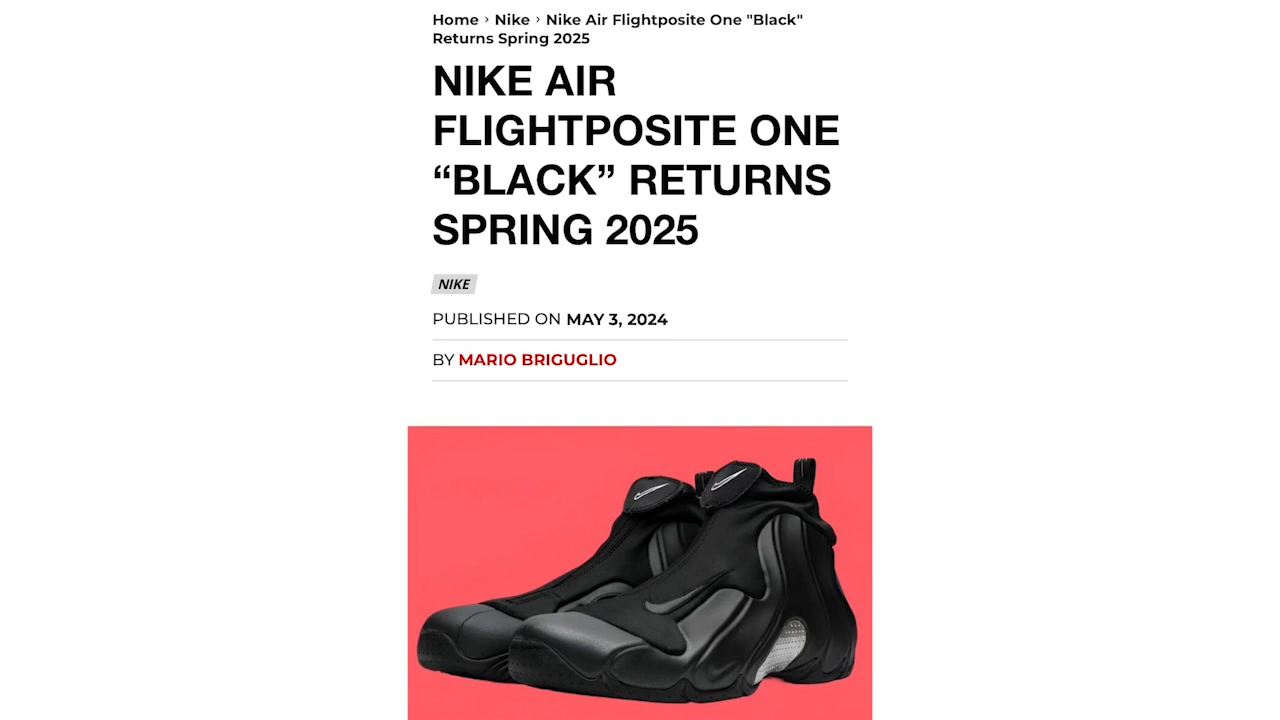 Home › Nike › Nike Air Flightposite One "Black"
Returns Spring 2025
NIKE AIR
FLIGHTPOSITE ONE
“BLACK” RETURNS
SPRING 2025
NIKE
PUBLISHED ON MAY 3, 2024
BY MARIO BRIGUGLIO